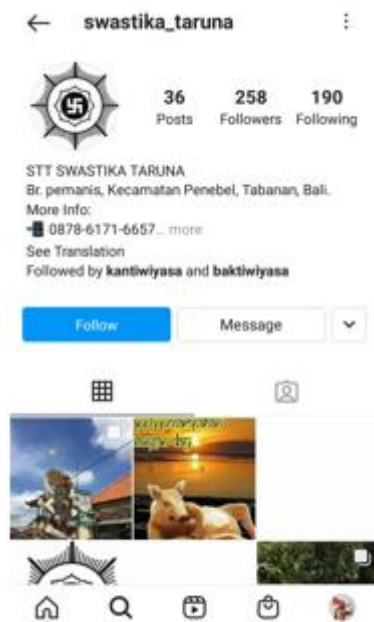 swastika_taruna
36 258 190
Posts Followers Following
STT SWASTIKA TARUNA
Br. pemanis, Kecamatan Penebel, Tabanan, Bali.
More Info:
📲 0878-6171-6657... more
See Translation
Followed by kantiwiyasa and baktiwiyasa
Follow Message